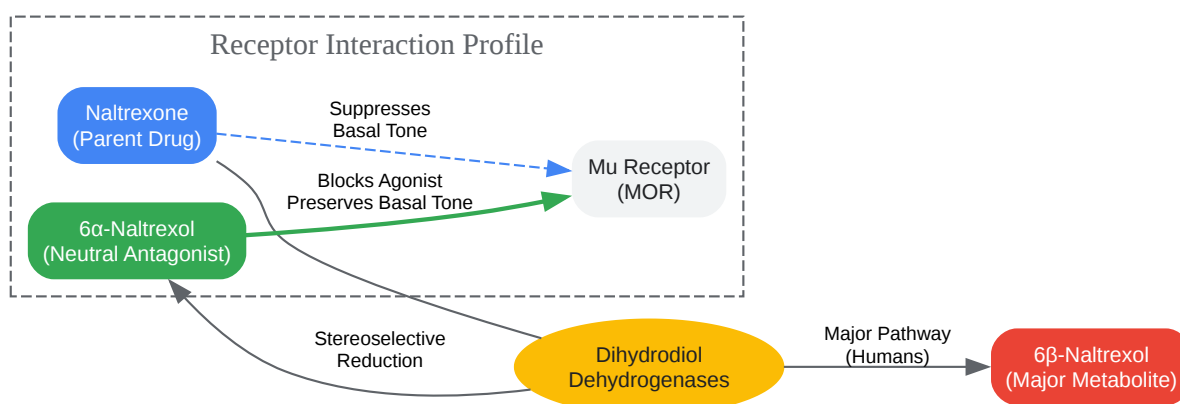 Receptor Interaction Profile
Naltrexone
(Parent Drug)
Suppresses
Basal Tone
Mu Receptor
(MOR)
Blocks Agonist
Preserves Basal Tone
6α-Naltrexol
(Neutral Antagonist)
Stereoselective
Reduction
Dihydrodiol
Dehydrogenases
Major Pathway
(Humans)
6β-Naltrexol
(Major Metabolite)